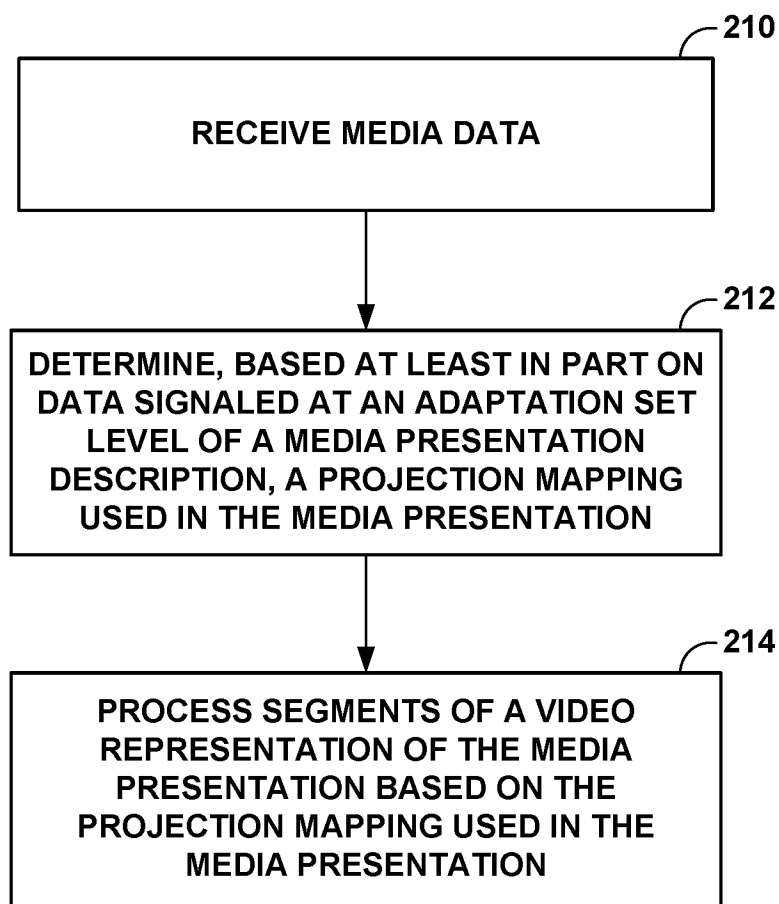 210
RECEIVE MEDIA DATA
212
DETERMINE, BASED AT LEAST IN PART ON
DATA SIGNALED AT AN ADAPTATION SET
LEVEL OF A MEDIA PRESENTATION
DESCRIPTION, A PROJECTION MAPPING
USED IN THE MEDIA PRESENTATION
214
PROCESS SEGMENTS OF A VIDEO
REPRESENTATION OF THE MEDIA
PRESENTATION BASED ON THE
PROJECTION MAPPING USED IN THE
MEDIA PRESENTATION